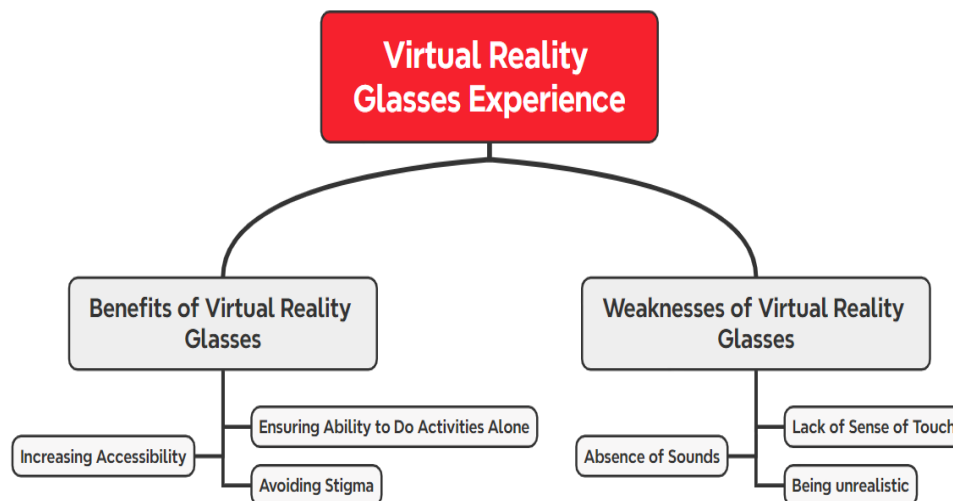 Virtual Reality
Glasses Experience
Benefits of Virtual Reality
Glasses
Ensuring Ability to Do Activities Alone
Increasing Accessibility
Avoiding Stigma
Weaknesses of Virtual Reality
Glasses
Lack of Sense of Touch
Absence of Sounds
Being unrealistic